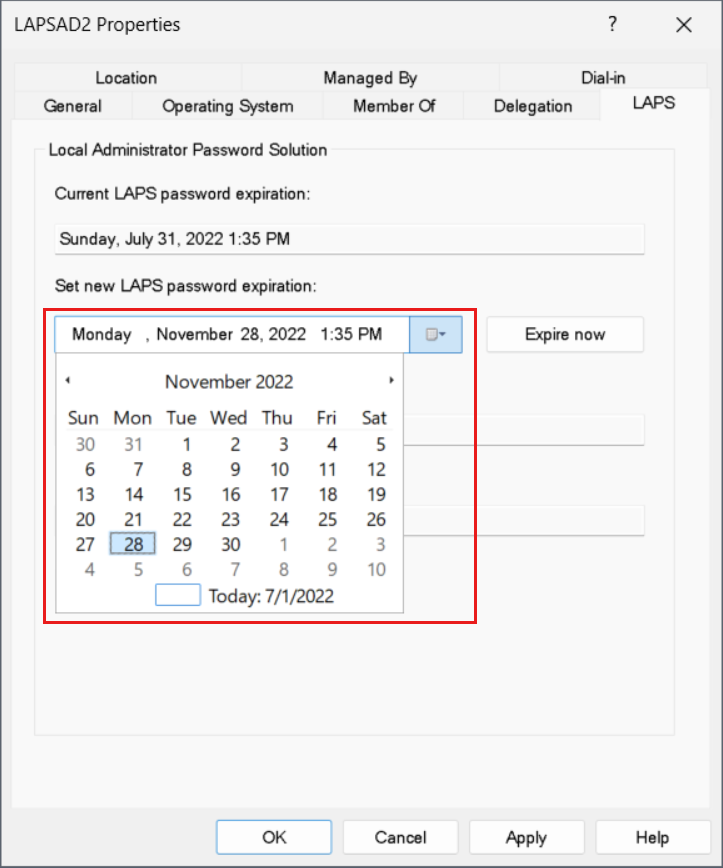 LAPSAD2 Properties ?
Location Managed By Dial-in
General Operating System Member Of Delegation LAPS
Local Administrator Password Solution
Current LAPS password expiration:
Sunday, July 31, 2022 1:35 PM
Set new LAPS password expiration:
Monday , November 28, 2022 1:35 PM Expire now
November 2022
Sun Mon Tue Wed Thu Fri Sat
30 31 1 2 3 4 5
6 7 8 9 10 11 12
13 14 15 16 17 18 19
20 21 22 23 24 25 26
27 28 29 30 1 2 3
4 5 6 7 8 9 10
Today: 7/1/2022
OK Cancel Apply Help